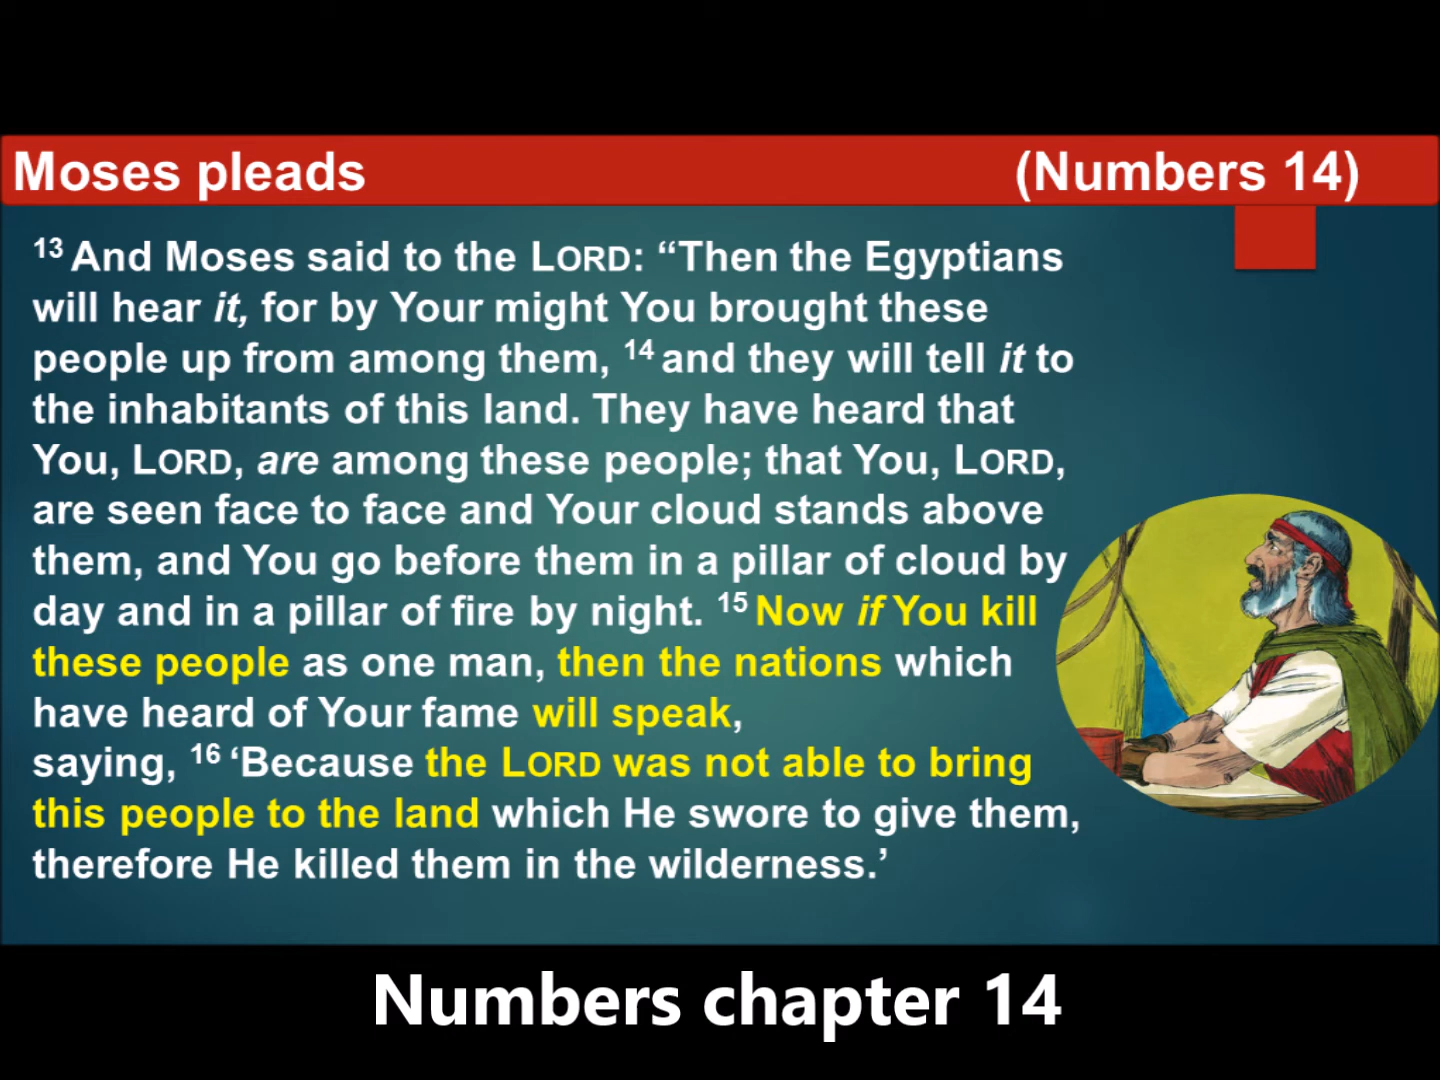 Moses pleads (Numbers 14)
13 And Moses said to the LORD: “Then the Egyptians
will hear it, for by Your might You brought these
people up from among them, 14 and they will tell it to
the inhabitants of this land. They have heard that
You, LORD, are among these people; that You, LORD,
are seen face to face and Your cloud stands above
them, and You go before them in a pillar of cloud by
day and in a pillar of fire by night. 15 Now if You kill
these people as one man, then the nations which
have heard of Your fame will speak,
saying, 16 ‘Because the LORD was not able to bring
this people to the land which He swore to give them,
therefore He killed them in the wilderness.’
Numbers chapter 14